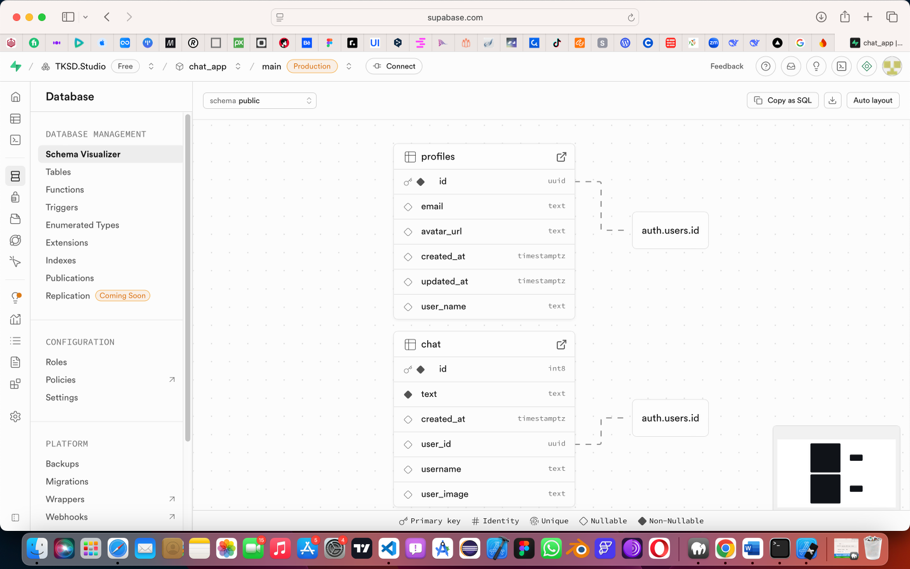 supabase.com
chat_app |...
TKSD.Studio
Free
chat_app
main
Production
Connect
Feedback
Database
schema public
Copy as SQL
Auto layout
DATABASE MANAGEMENT
Schema Visualizer
Tables
Functions
Triggers
Enumerated Types
Extensions
Indexes
Publications
Replication Coming Soon
CONFIGURATION
Roles
Policies
Settings
PLATFORM
Backups
Migrations
Wrappers
Webhooks
profiles
id uuid
email text
avatar_url text
created_at timestamptz
updated_at timestamptz
user_name text
auth.users.id
chat
id int8
text text
created_at timestamptz
user_id uuid
username text
user_image text
auth.users.id
Primary key Identity Unique Nullable Non-Nullable